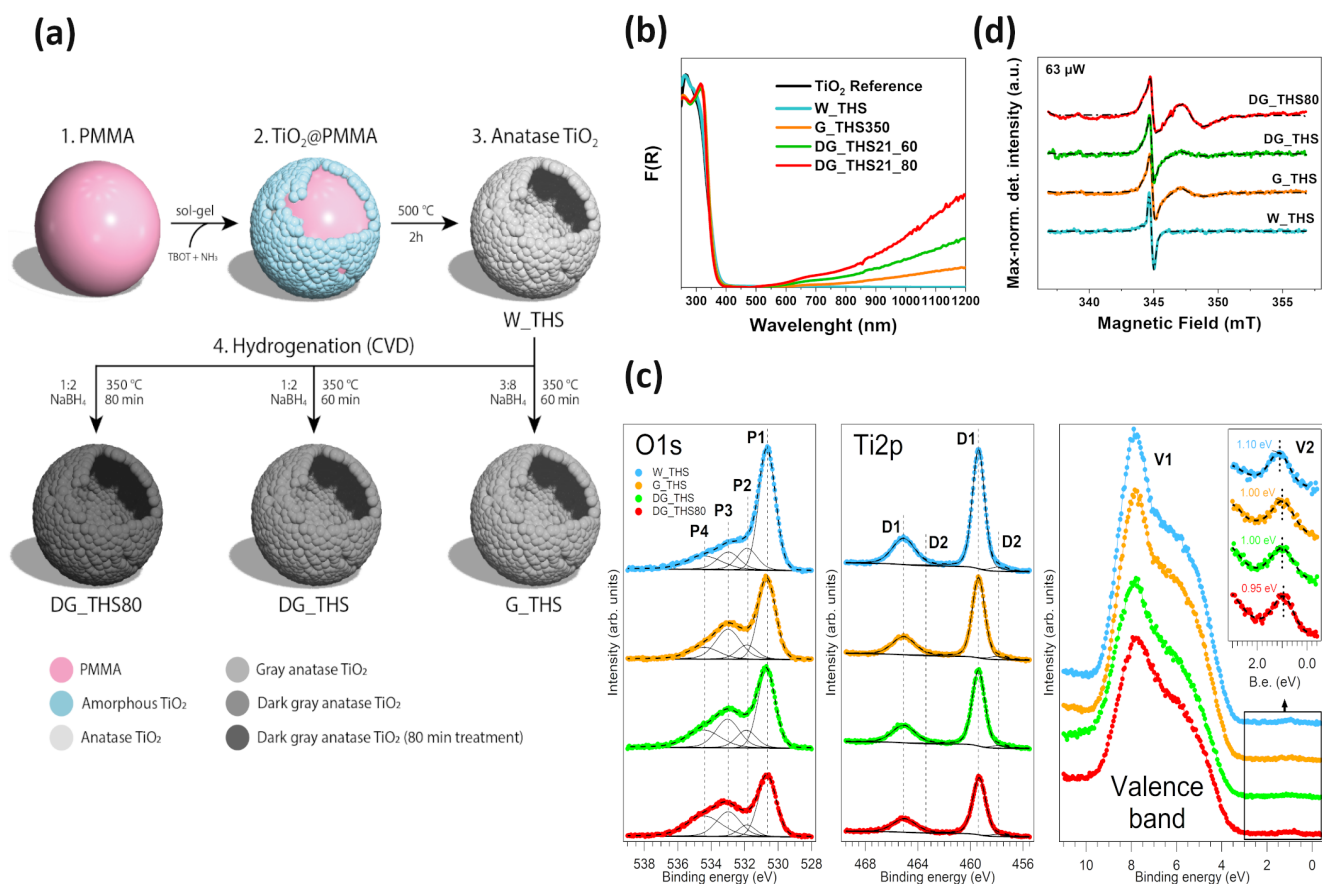 (a)
1. PMMA
2. TiO₂@PMMA
3. Anatase TiO₂
sol-gel
TBOT + NH₃
500 °C
2h
W_THS
4. Hydrogenation (CVD)
1:2
NaBH₄
350 °C
80 min
1:2
NaBH₄
350 °C
60 min
3:8
NaBH₄
350 °C
60 min
DG_THS80
DG_THS
G_THS
PMMA
Amorphous TiO₂
Anatase TiO₂
Gray anatase TiO₂
Dark gray anatase TiO₂
Dark gray anatase TiO₂ (80 min treatment)
(b)
F(R)
TiO₂ Reference
W_THS
G_THS350
DG_THS21_60
DG_THS21_80
300 400 500 600 700 800 900 1000 1100 1200
Wavelenght (nm)
(d)
Max-norm. det. intensity (a.u.)
63 µW
DG_THS80
DG_THS
G_THS
W_THS
340 345 350 355
Magnetic Field (mT)
(c)
Intensity (arb. units)
O1s
W_THS
G_THS
DG_THS
DG_THS80
P1
P2
P3
P4
538 536 534 532 530 528
Binding energy (eV)
Intensity (arb. units)
Ti2p
D1
D1
D2
D2
468 464 460 456
Binding energy (eV)
Intensity (arb. units)
V1
V2
1.10 eV
1.00 eV
1.00 eV
0.95 eV
2.0 0.0
B.e. (eV)
Valence
band
10 8 6 4 2 0
Binding energy (eV)